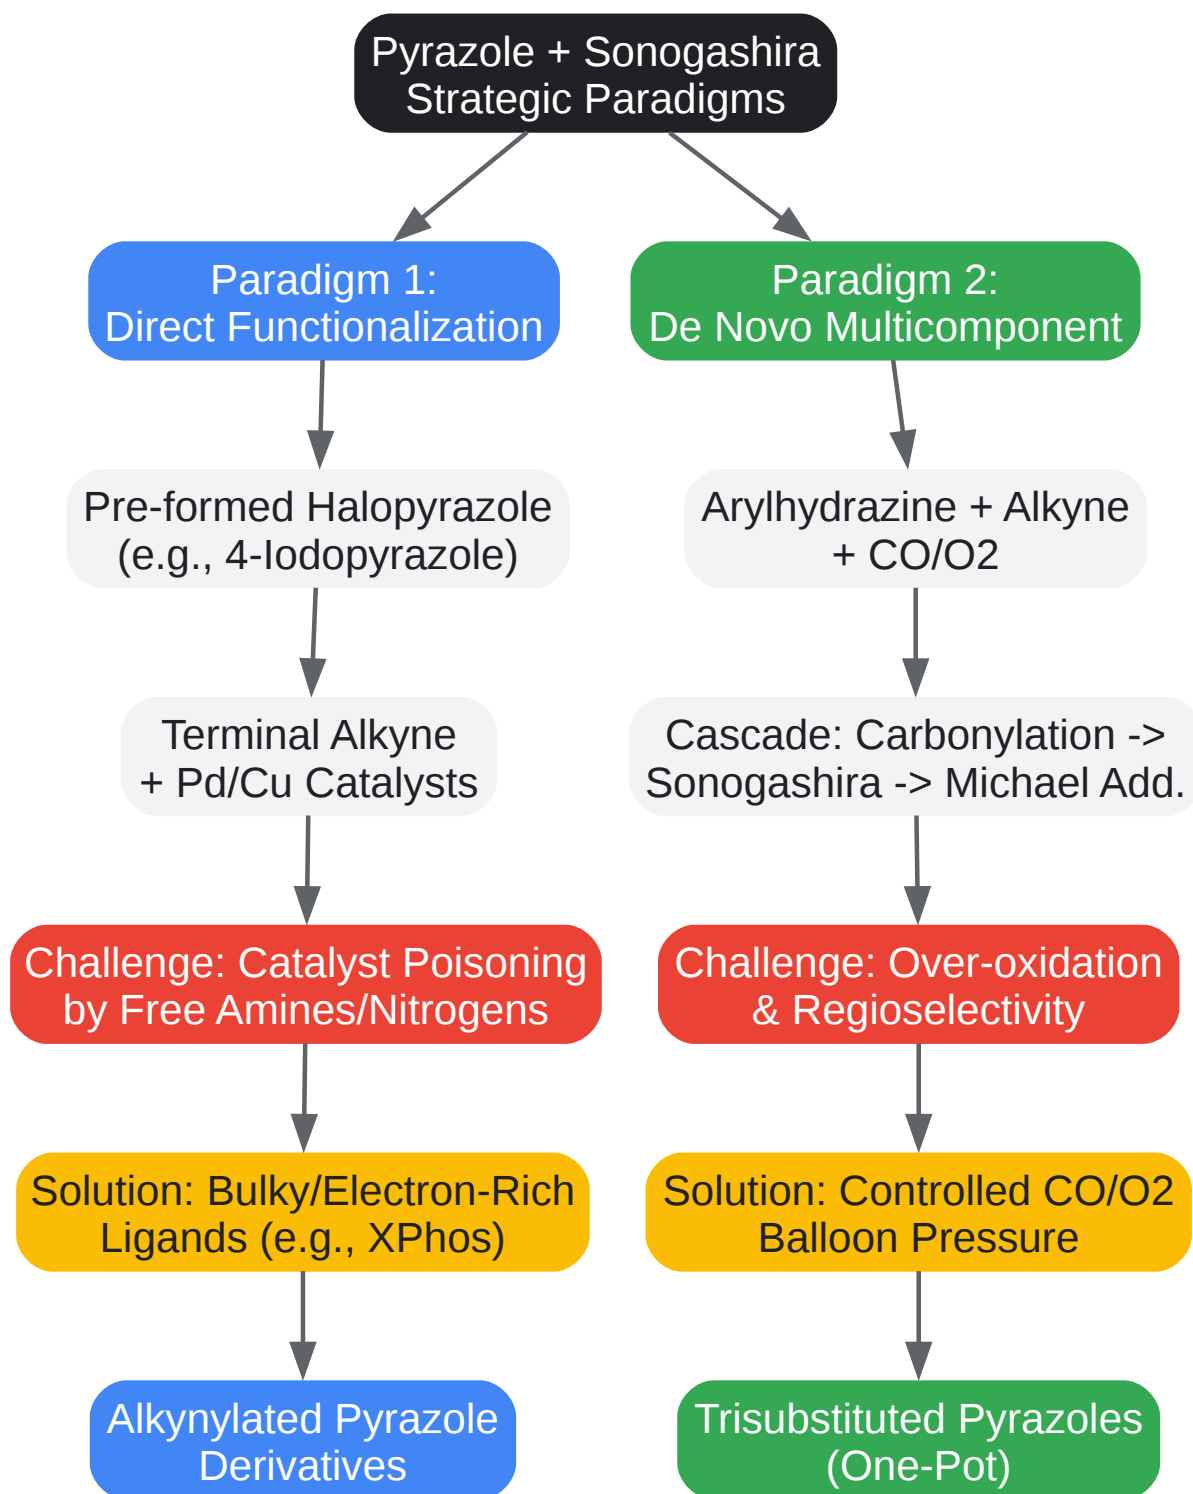 Pyrazole + Sonogashira
Strategic Paradigms
Paradigm 1:
Direct Functionalization
Paradigm 2:
De Novo Multicomponent
Pre-formed Halopyrazole
(e.g., 4-Iodopyrazole)
Arylhydrazine + Alkyne
+ CO/O2
Terminal Alkyne
+ Pd/Cu Catalysts
Cascade: Carbonylation ->
Sonogashira -> Michael Add.
Challenge: Catalyst Poisoning
by Free Amines/Nitrogens
Challenge: Over-oxidation
& Regioselectivity
Solution: Bulky/Electron-Rich
Ligands (e.g., XPhos)
Solution: Controlled CO/O2
Balloon Pressure
Alkynylated Pyrazole
Derivatives
Trisubstituted Pyrazoles
(One-Pot)